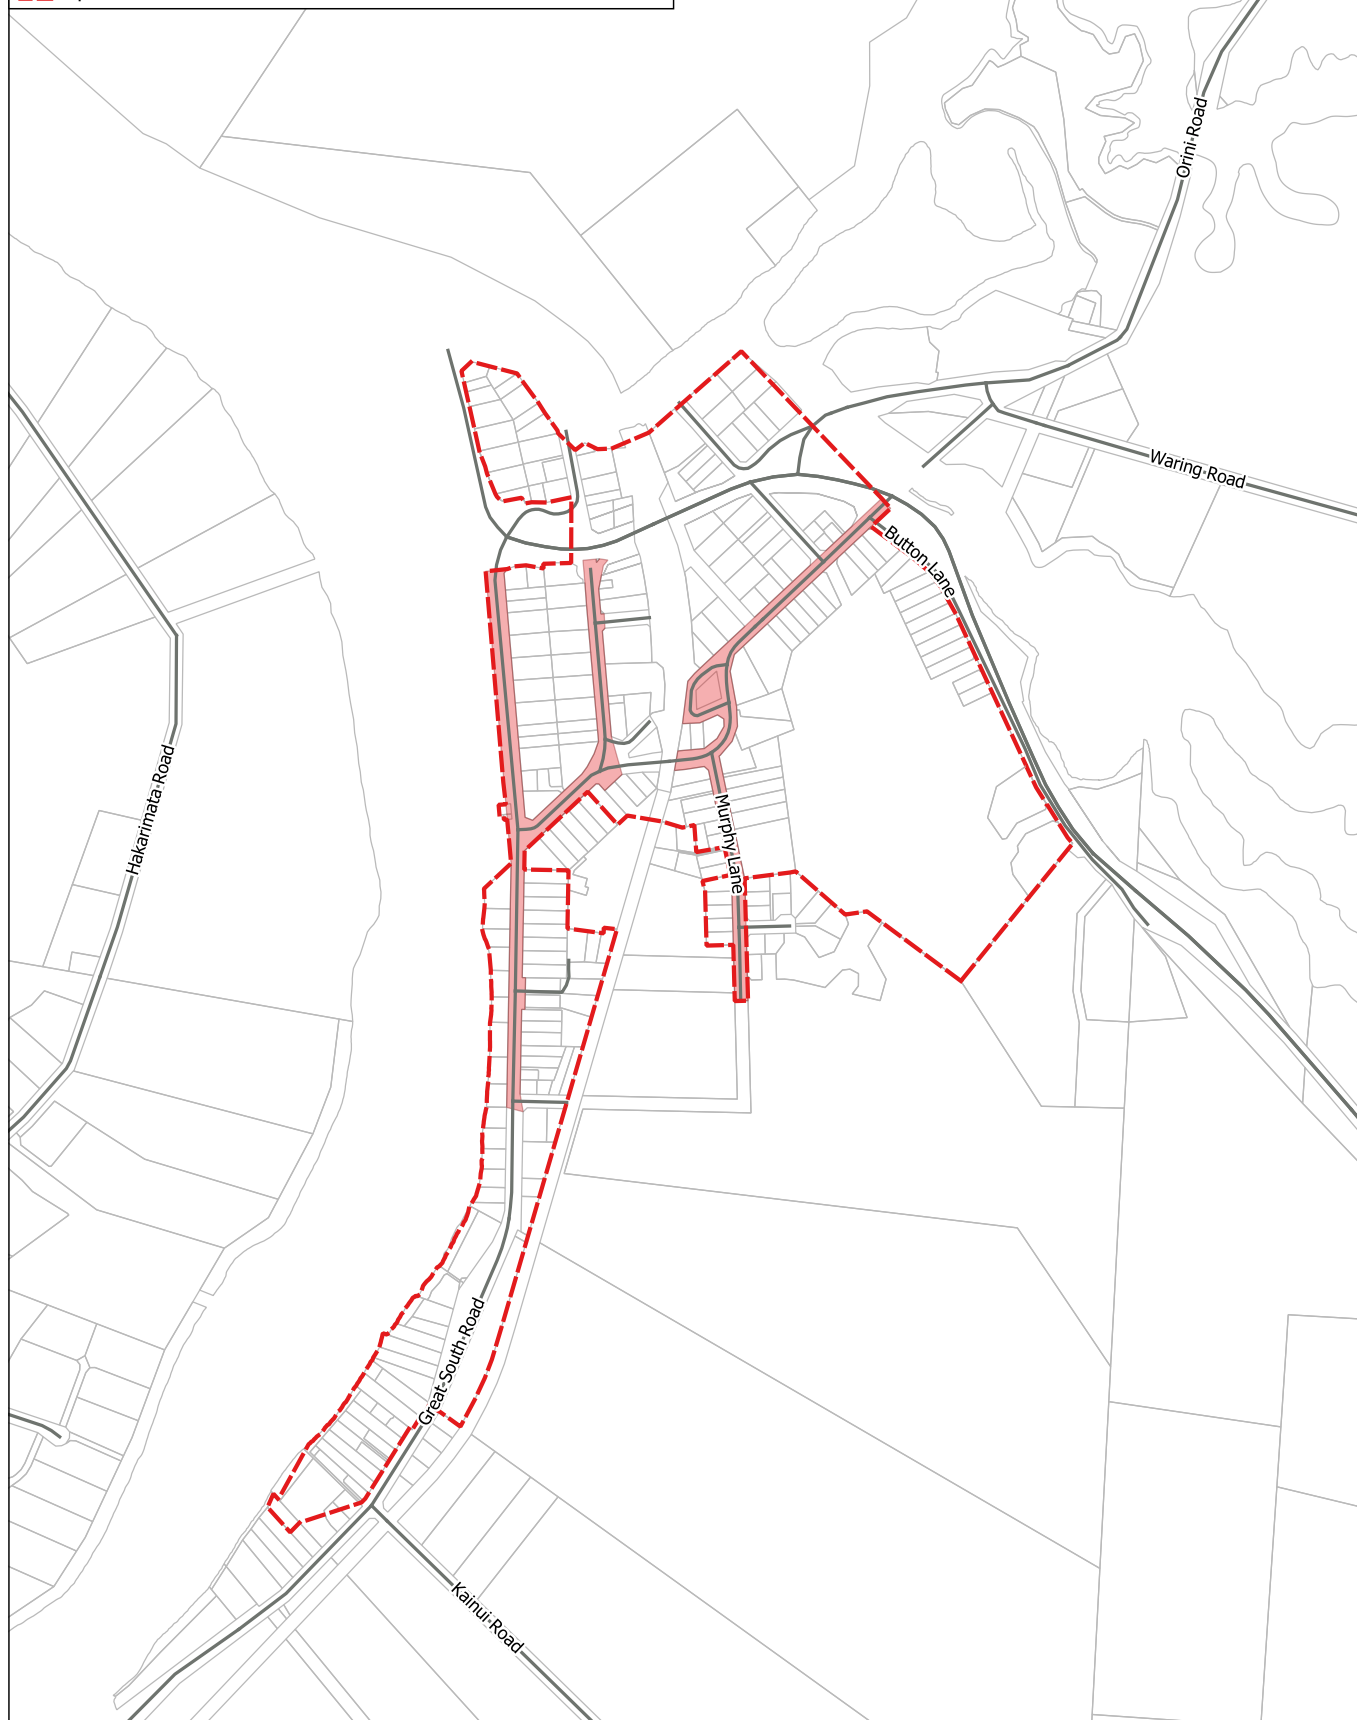 Orini Road
Waring Road
Button Lane
Hakarimata Road
Murphy Lane
Great South Road
Kainui Road